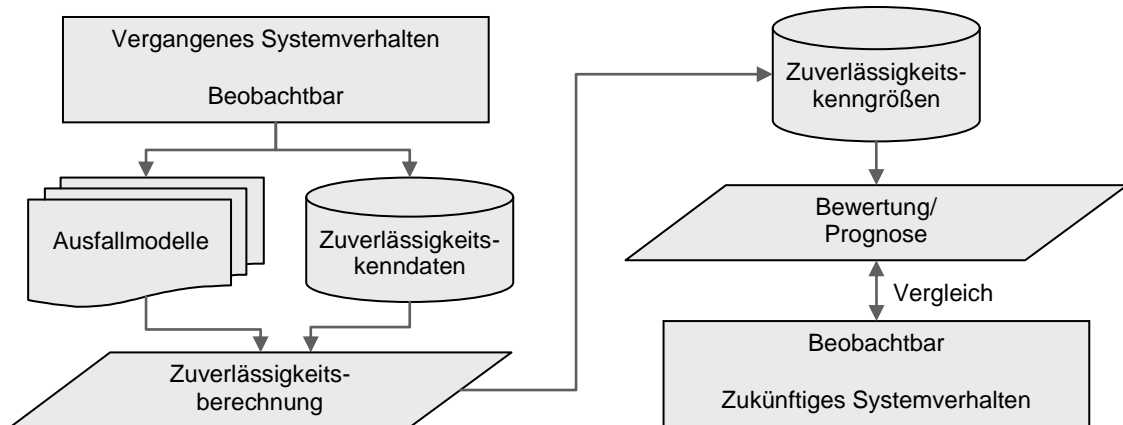 Vergangenes Systemverhalten
Beobachtbar
Ausfallmodelle
Zuverlässigkeits-
kenndaten
Zuverlässigkeits-
berechnung
Zuverlässigkeits-
kenngrößen
Bewertung/
Prognose
Vergleich
Beobachtbar
Zukünftiges Systemverhalten